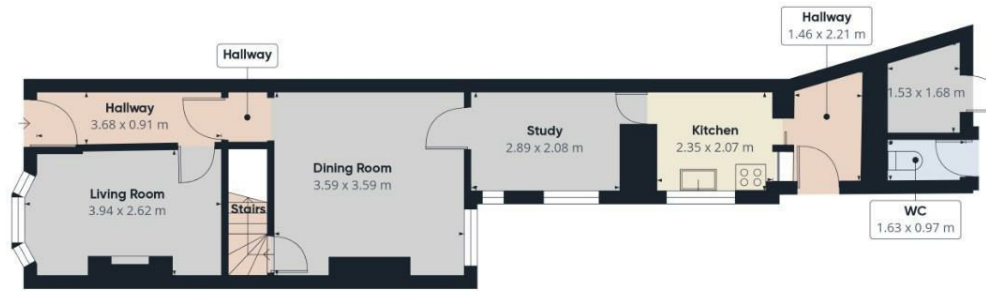 Hallway
1.46 x 2.21 m
Hallway
Hallway
3.68 x 0.91 m
1.53 x 1.68 m
Study
2.89 x 2.08 m
Kitchen
2.35 x 2.07 m
Dining Room
3.59 x 3.59 m
Living Room
3.94 x 2.62 m
Stairs
WC
1.63 x 0.97 m